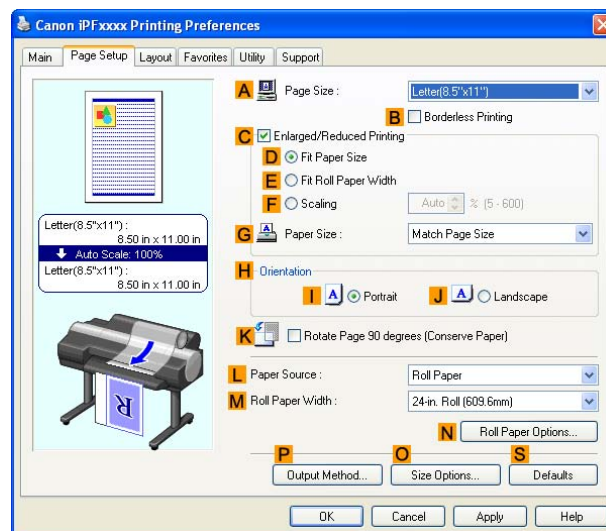 Canon iPFxxxx Printing Preferences
Main Page Setup Layout Favorites Utility Support
A Page Size : Letter(8.5"x11")
B Borderless Printing
C Enlarged/Reduced Printing
D Fit Paper Size
E Fit Roll Paper Width
F Scaling Auto % (5 - 600)
G Paper Size : Match Page Size
Letter(8.5"x11") :
8.50 in x 11.00 in
Auto Scale: 100%
Letter(8.5"x11") :
8.50 in x 11.00 in
H Orientation
I A Portrait J A Landscape
K Rotate Page 90 degrees (Conserve Paper)
L Paper Source : Roll Paper
M Roll Paper Width : 24-in. Roll (609.6mm)
R
N Roll Paper Options...
P O S
Output Method... Size Options... Defaults
OK Cancel Apply Help